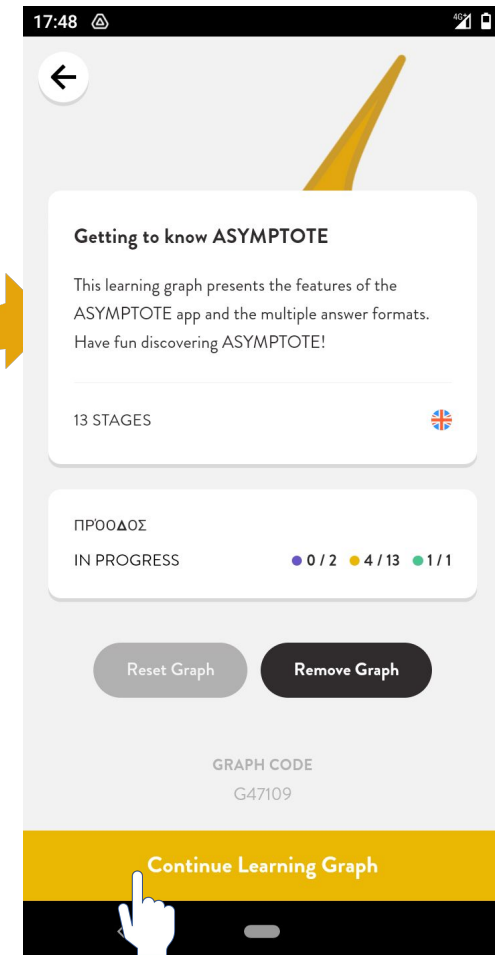 17:48
4G+
Getting to know ASYMPTOTE
This learning graph presents the features of the
ASYMPTOTE app and the multiple answer formats.
Have fun discovering ASYMPTOTE!
13 STAGES
ΠΡΌΟΔΟΣ
IN PROGRESS 0 / 2 4 / 13 1 / 1
Reset Graph Remove Graph
GRAPH CODE
G47109
Continue Learning Graph